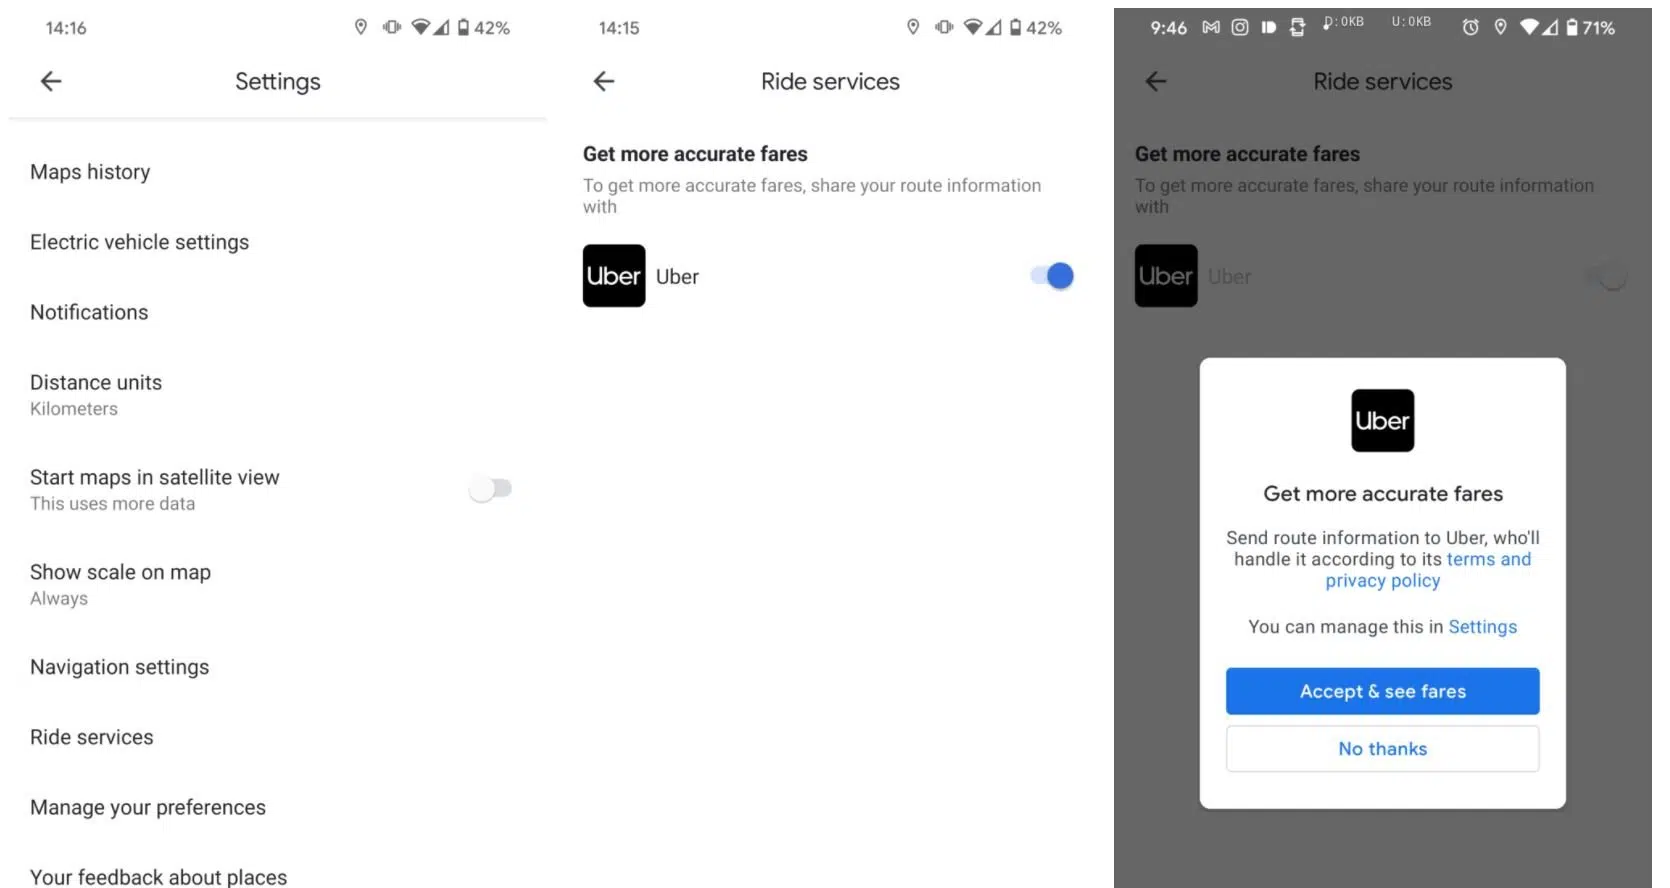 14:16
42%
Settings
Maps history
Electric vehicle settings
Notifications
Distance units
Kilometers
Start maps in satellite view
This uses more data
Show scale on map
Always
Navigation settings
Ride services
Manage your preferences
Your feedback about places
14:15
42%
Ride services
Get more accurate fares
To get more accurate fares, share your route information
with
Uber
Uber
9:46
D:0KB
U:0KB
71%
Ride services
Get more accurate fares
To get more accurate fares, share your route information
with
Uber
Uber
Uber
Get more accurate fares
Send route information to Uber, who'll
handle it according to its terms and
privacy policy
You can manage this in Settings
Accept & see fares
No thanks